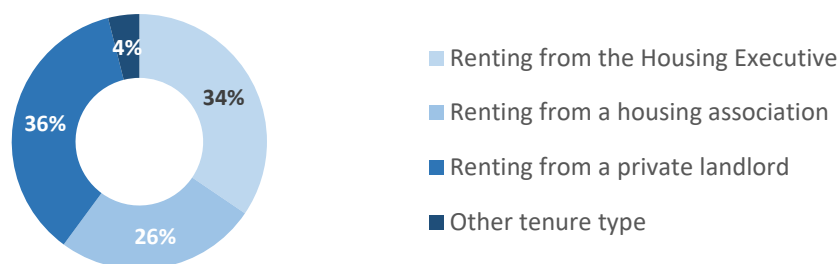 4%
34%
36%
26%
Renting from the Housing Executive
Renting from a housing association
Renting from a private landlord
Other tenure type